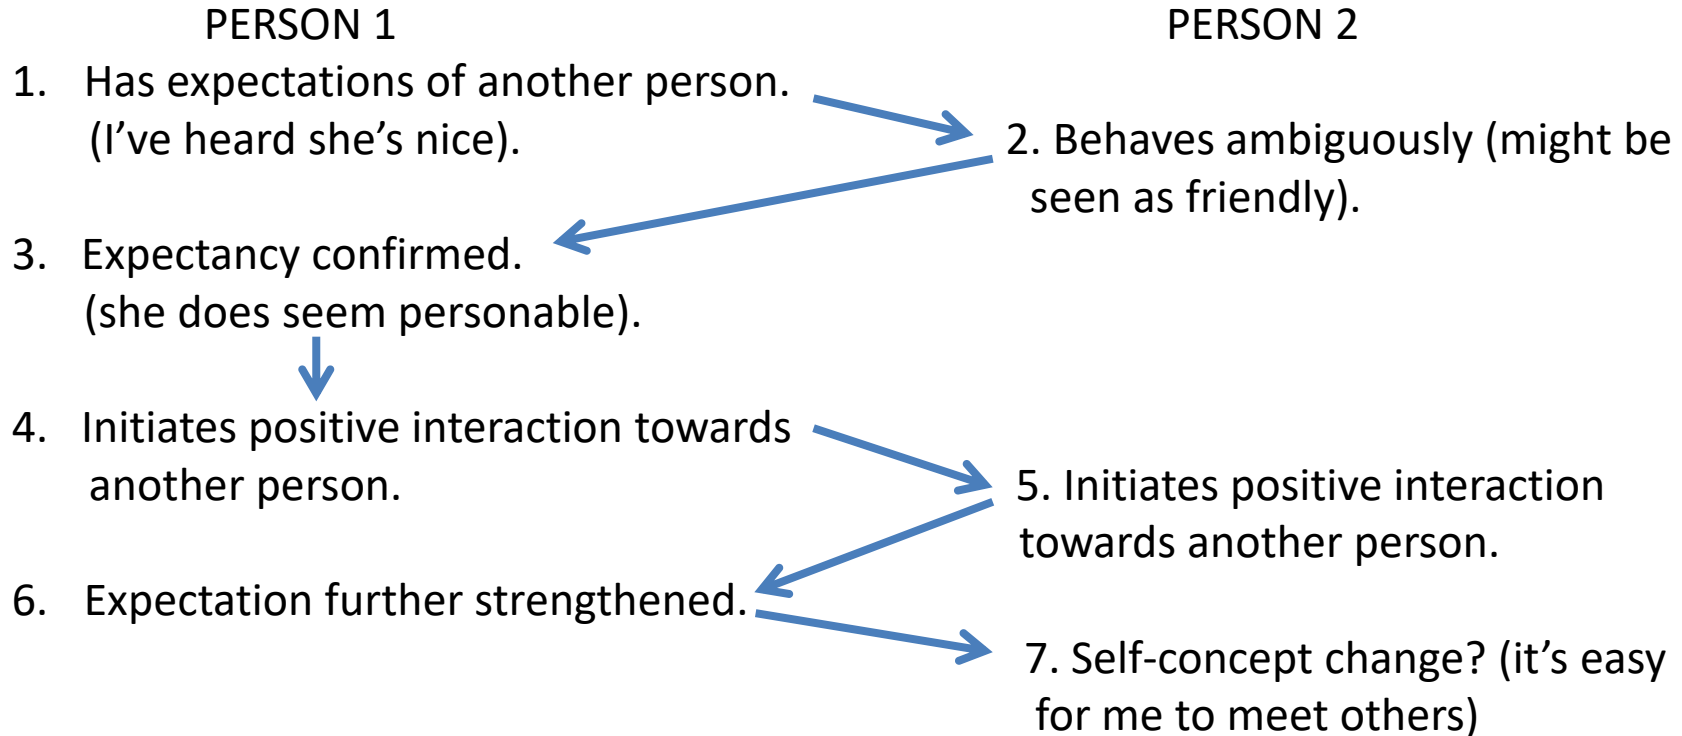 PERSON 1
PERSON 2
1. Has expectations of another person.
(I’ve heard she’s nice).
2. Behaves ambiguously (might be
seen as friendly).
3. Expectancy confirmed.
(she does seem personable).
4. Initiates positive interaction towards
another person.
5. Initiates positive interaction
towards another person.
6. Expectation further strengthened.
7. Self-concept change? (it’s easy
for me to meet others)